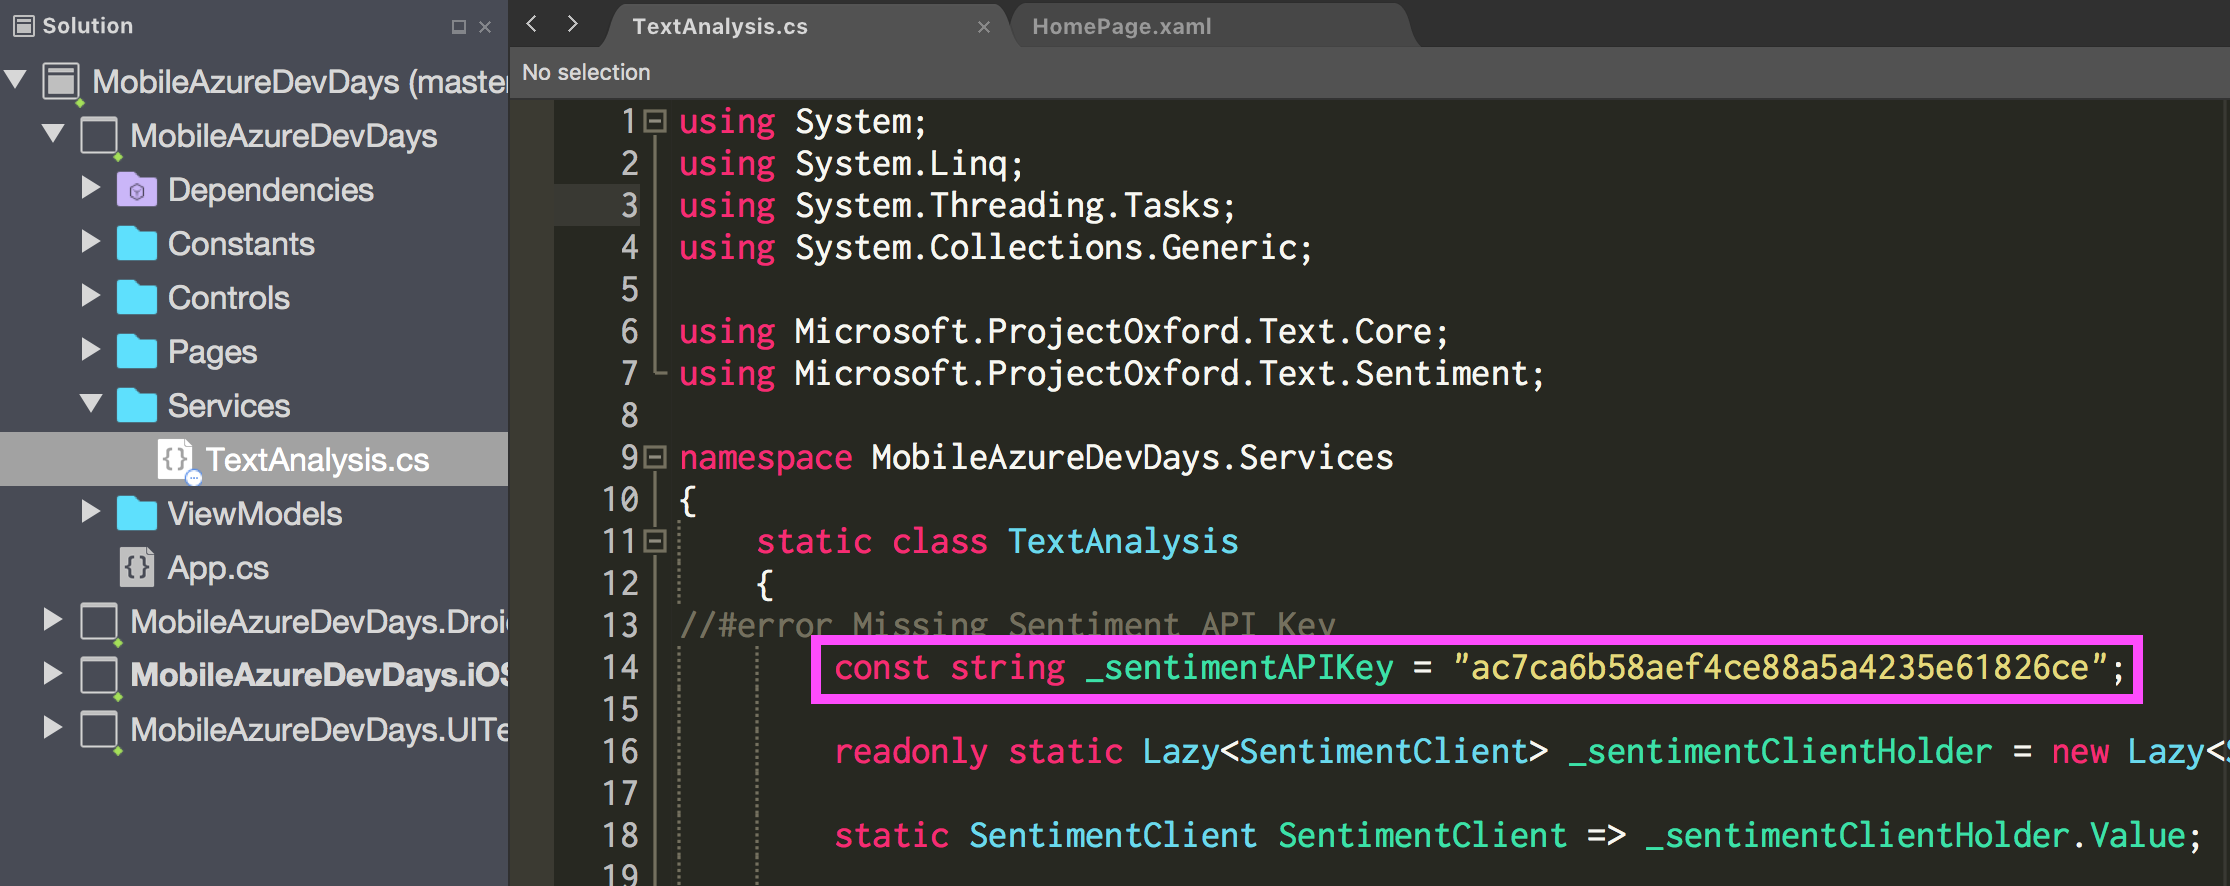 Solution
MobileAzureDevDays (master
MobileAzureDevDays
Dependencies
Constants
Controls
Pages
Services
TextAnalysis.cs
ViewModels
App.cs
MobileAzureDevDays.Droi
MobileAzureDevDays.iOS
MobileAzureDevDays.UITe
TextAnalysis.cs
HomePage.xaml
No selection
1 using System;
2 using System.Linq;
3 using System.Threading.Tasks;
4 using System.Collections.Generic;
5
6 using Microsoft.ProjectOxford.Text.Core;
7 using Microsoft.ProjectOxford.Text.Sentiment;
8
9 namespace MobileAzureDevDays.Services
10 {
11 static class TextAnalysis
12 {
13 //#error Missing Sentiment API Key
14 const string _sentimentAPIKey = "ac7ca6b58aef4ce88a5a4235e61826ce";
15
16 readonly static Lazy<SentimentClient> _sentimentClientHolder = new Lazy<S
17
18 static SentimentClient SentimentClient => _sentimentClientHolder.Value;
19